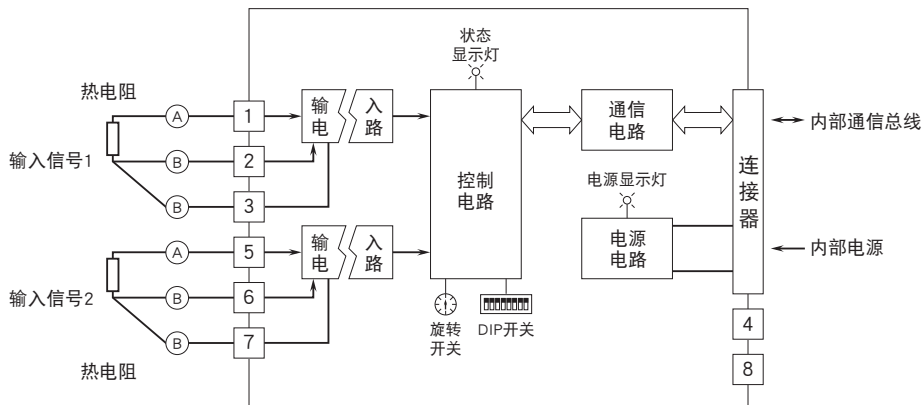 状态
显示灯
热电阻
A
1
输
电
入
路
通信
电路
内部通信总线
B
2
输入信号1
控制
电路
连
接
器
B
3
电源显示灯
A
5
输
电
入
路
电源
电路
内部电源
B
6
输入信号2
旋转
开关
DIP开关
4
B
7
热电阻
8